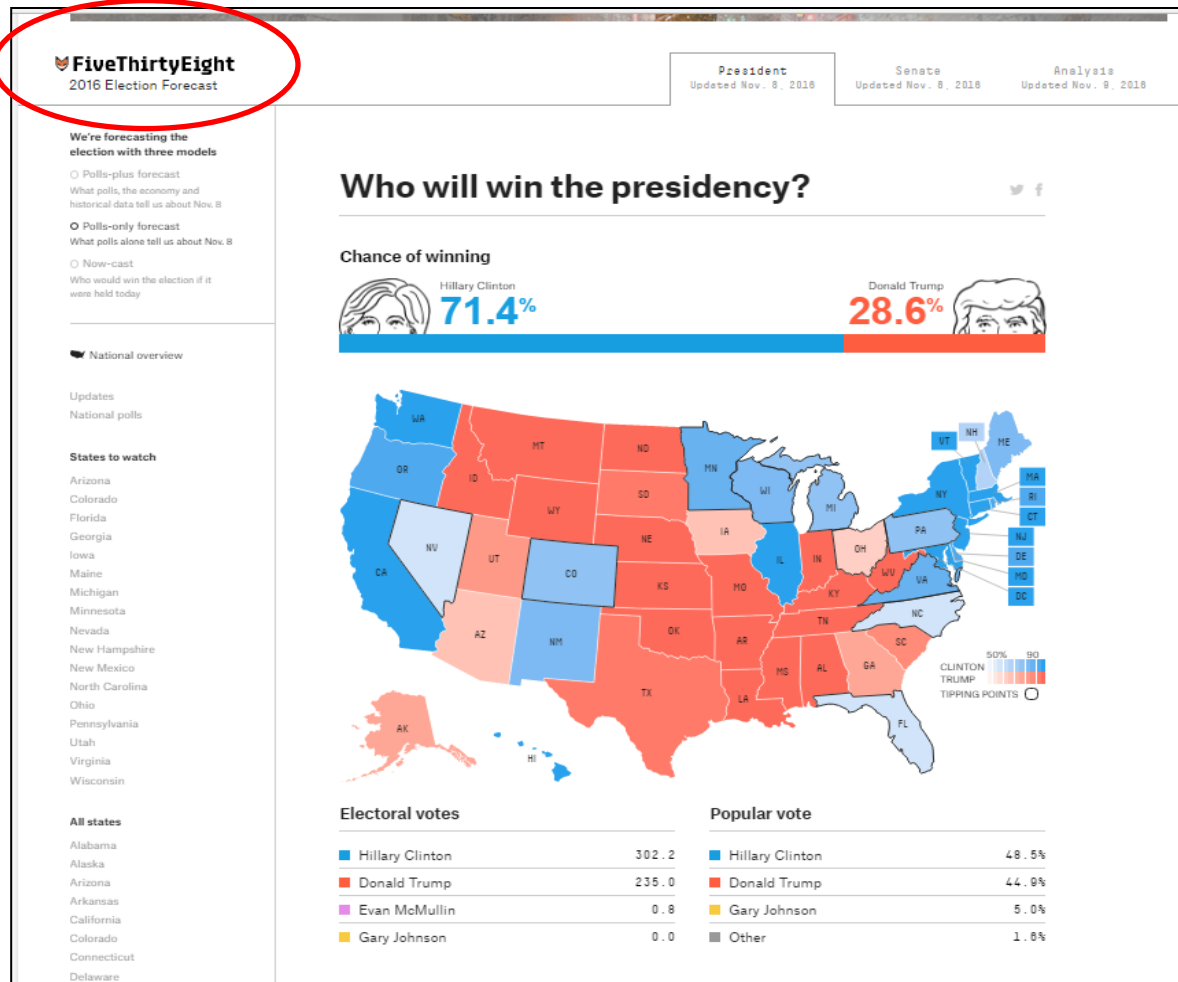 FiveThirtyEight
2016 Election Forecast
President
Updated Nov. 8, 2016
Senate
Updated Nov. 8, 2016
Analysis
Updated Nov. 9, 2016
We're forecasting the
election with three models
Polls-plus forecast
What polls, the economy and
historical data tell us about Nov. 8
Polls-only forecast
What polls alone tell us about Nov. 8
Now-cast
Who would win the election if it
were held today
National overview
Updates
National polls
States to watch
Arizona
Colorado
Florida
Georgia
Iowa
Maine
Michigan
Minnesota
Nevada
New Hampshire
New Mexico
North Carolina
Ohio
Pennsylvania
Utah
Virginia
Wisconsin
All states
Alabama
Alaska
Arizona
Arkansas
California
Colorado
Connecticut
Delaware
Who will win the presidency?
Chance of winning
Hillary Clinton
71.4%
Donald Trump
28.6%
WA
MT
ND
MN
VT
NH
ME
OR
ID
SD
WI
MI
NY
MA
RI
CT
WY
IA
PA
NJ
NV
UT
NE
IL
IN
OH
DE
CA
CO
KS
MO
WV
VA
MD
KY
DC
AZ
NM
OK
AR
TN
NC
SC
TX
LA
MS
AL
GA
FL
AK
HI
50% 90
CLINTON
TRUMP
TIPPING POINTS
Electoral votes
Hillary Clinton 302.2
Donald Trump 235.0
Evan McMullin 0.8
Gary Johnson 0.0
Popular vote
Hillary Clinton 48.5%
Donald Trump 44.9%
Gary Johnson 5.0%
Other 1.6%